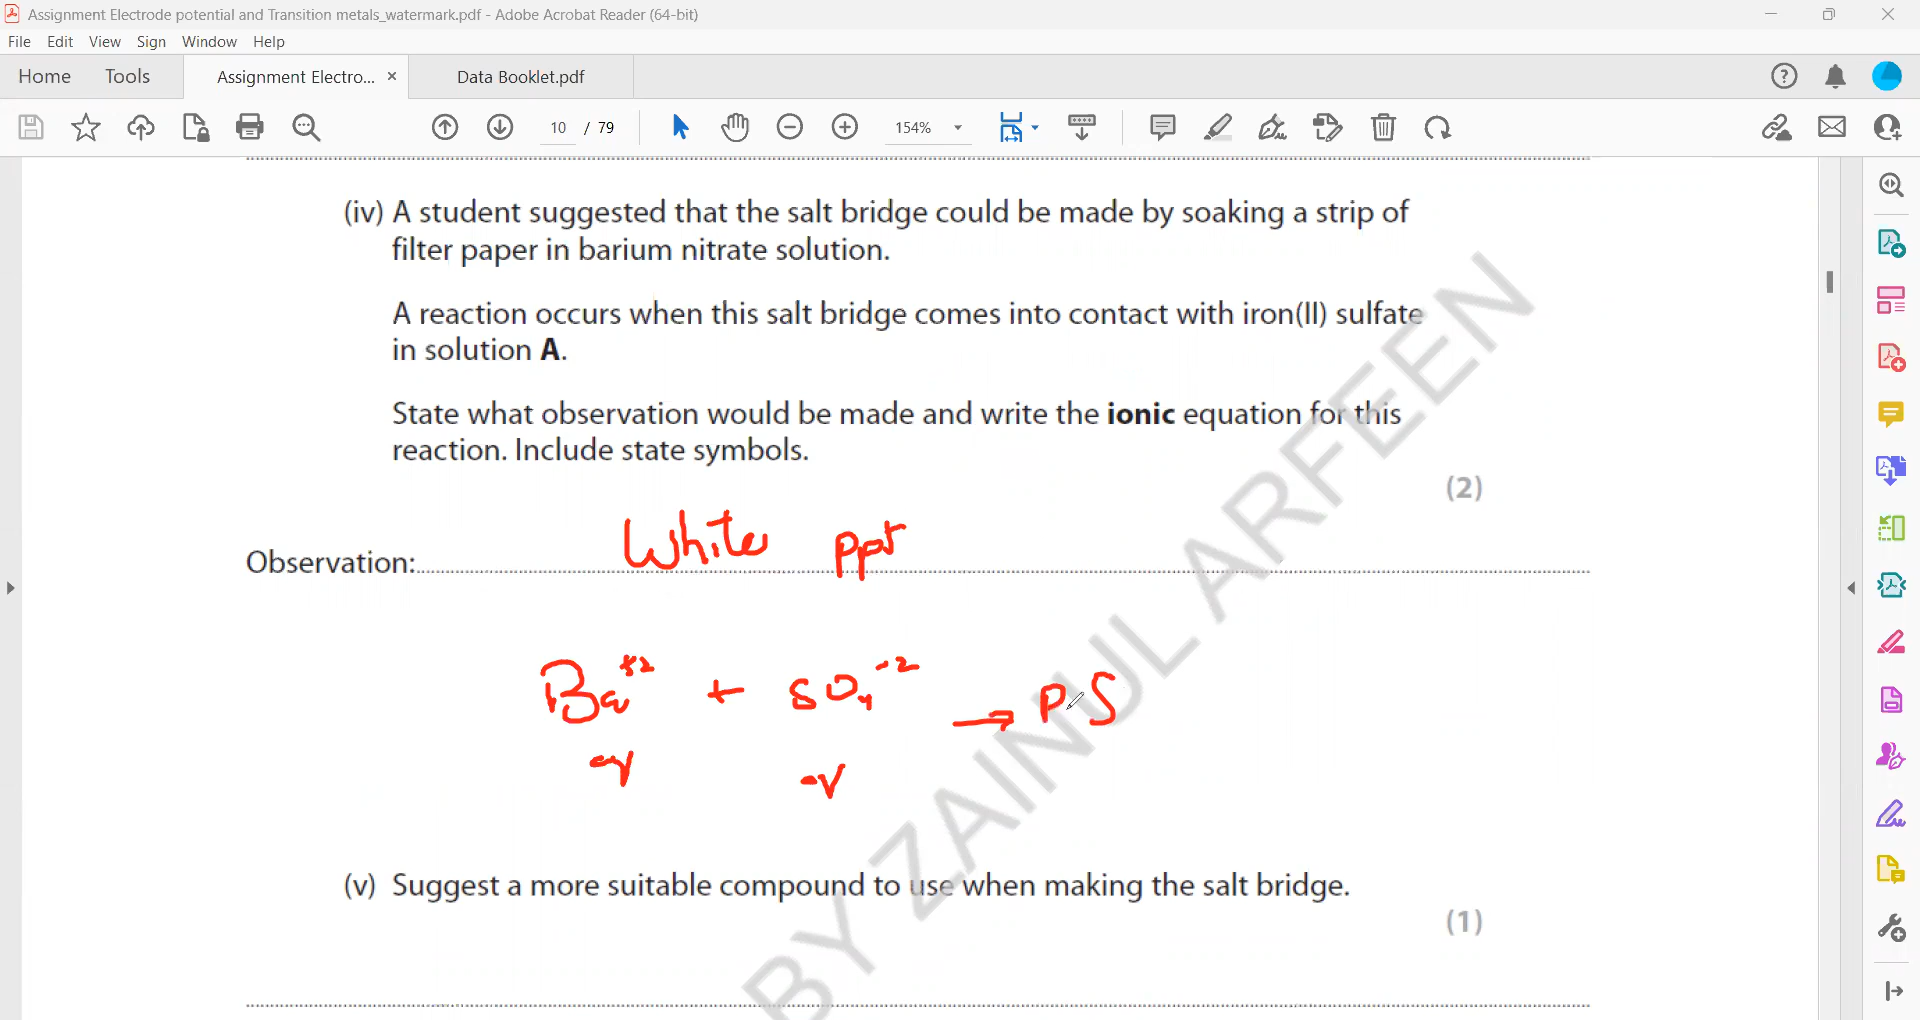 Assignment Electrode potential and Transition metals_watermark.pdf - Adobe Acrobat Reader (64-bit)
File Edit View Sign Window Help
Home Tools Assignment Electro... × Data Booklet.pdf
10 / 79 154%
(iv) A student suggested that the salt bridge could be made by soaking a strip of
filter paper in barium nitrate solution.
A reaction occurs when this salt bridge comes into contact with iron(II) sulfate
in solution A.
State what observation would be made and write the ionic equation for this
reaction. Include state symbols.
(2)
White ppt
Observation:
Ba+2 + SO4-2 →
(v) Suggest a more suitable compound to use when making the salt bridge.
(1)
BY ZAINUL ARFEEN